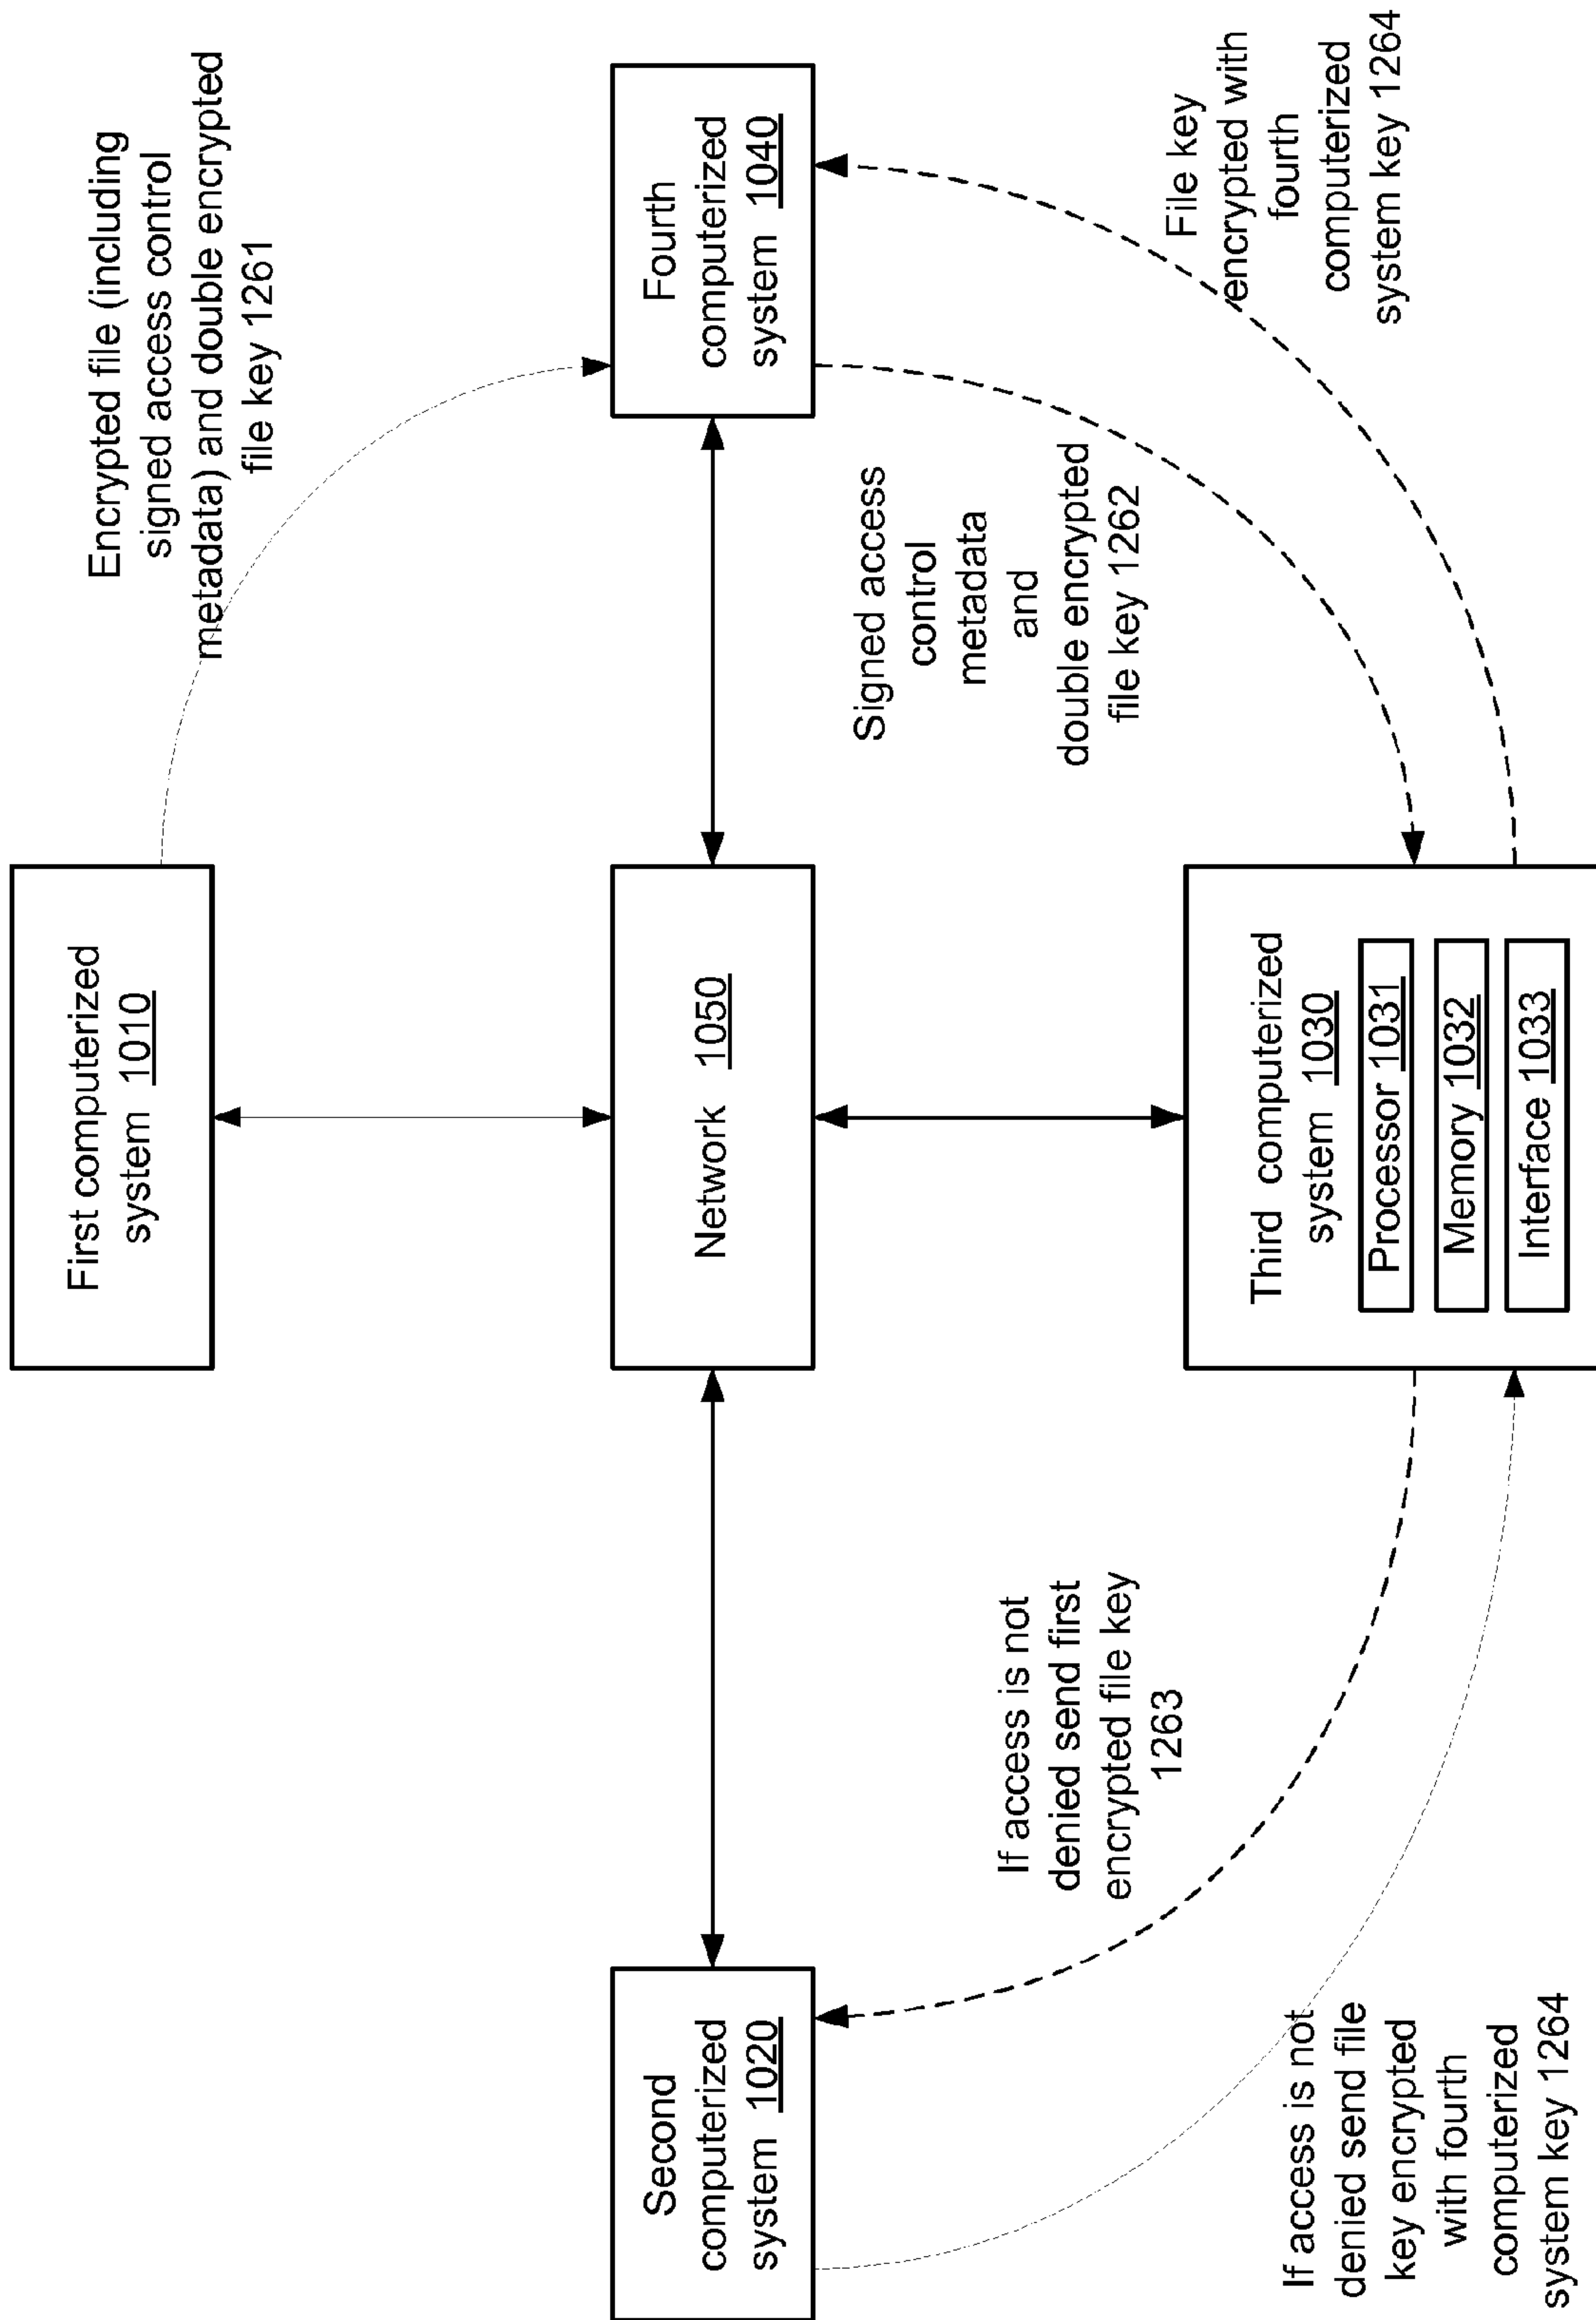 First computerized
system 1010
Encrypted file (including
signed access control
metadata) and double encrypted
file key 1261
Second
computerized
system 1020
Network 1050
Fourth
computerized
system 1040
Signed access
control
metadata
and
double encrypted
file key 1262
If access is not
denied send first
encrypted file key
1263
Third computerized
system 1030
Processor 1031
Memory 1032
Interface 1033
File key
encrypted with
fourth
computerized
system key 1264
If access is not
denied send file
key encrypted
with fourth
computerized
system key 1264